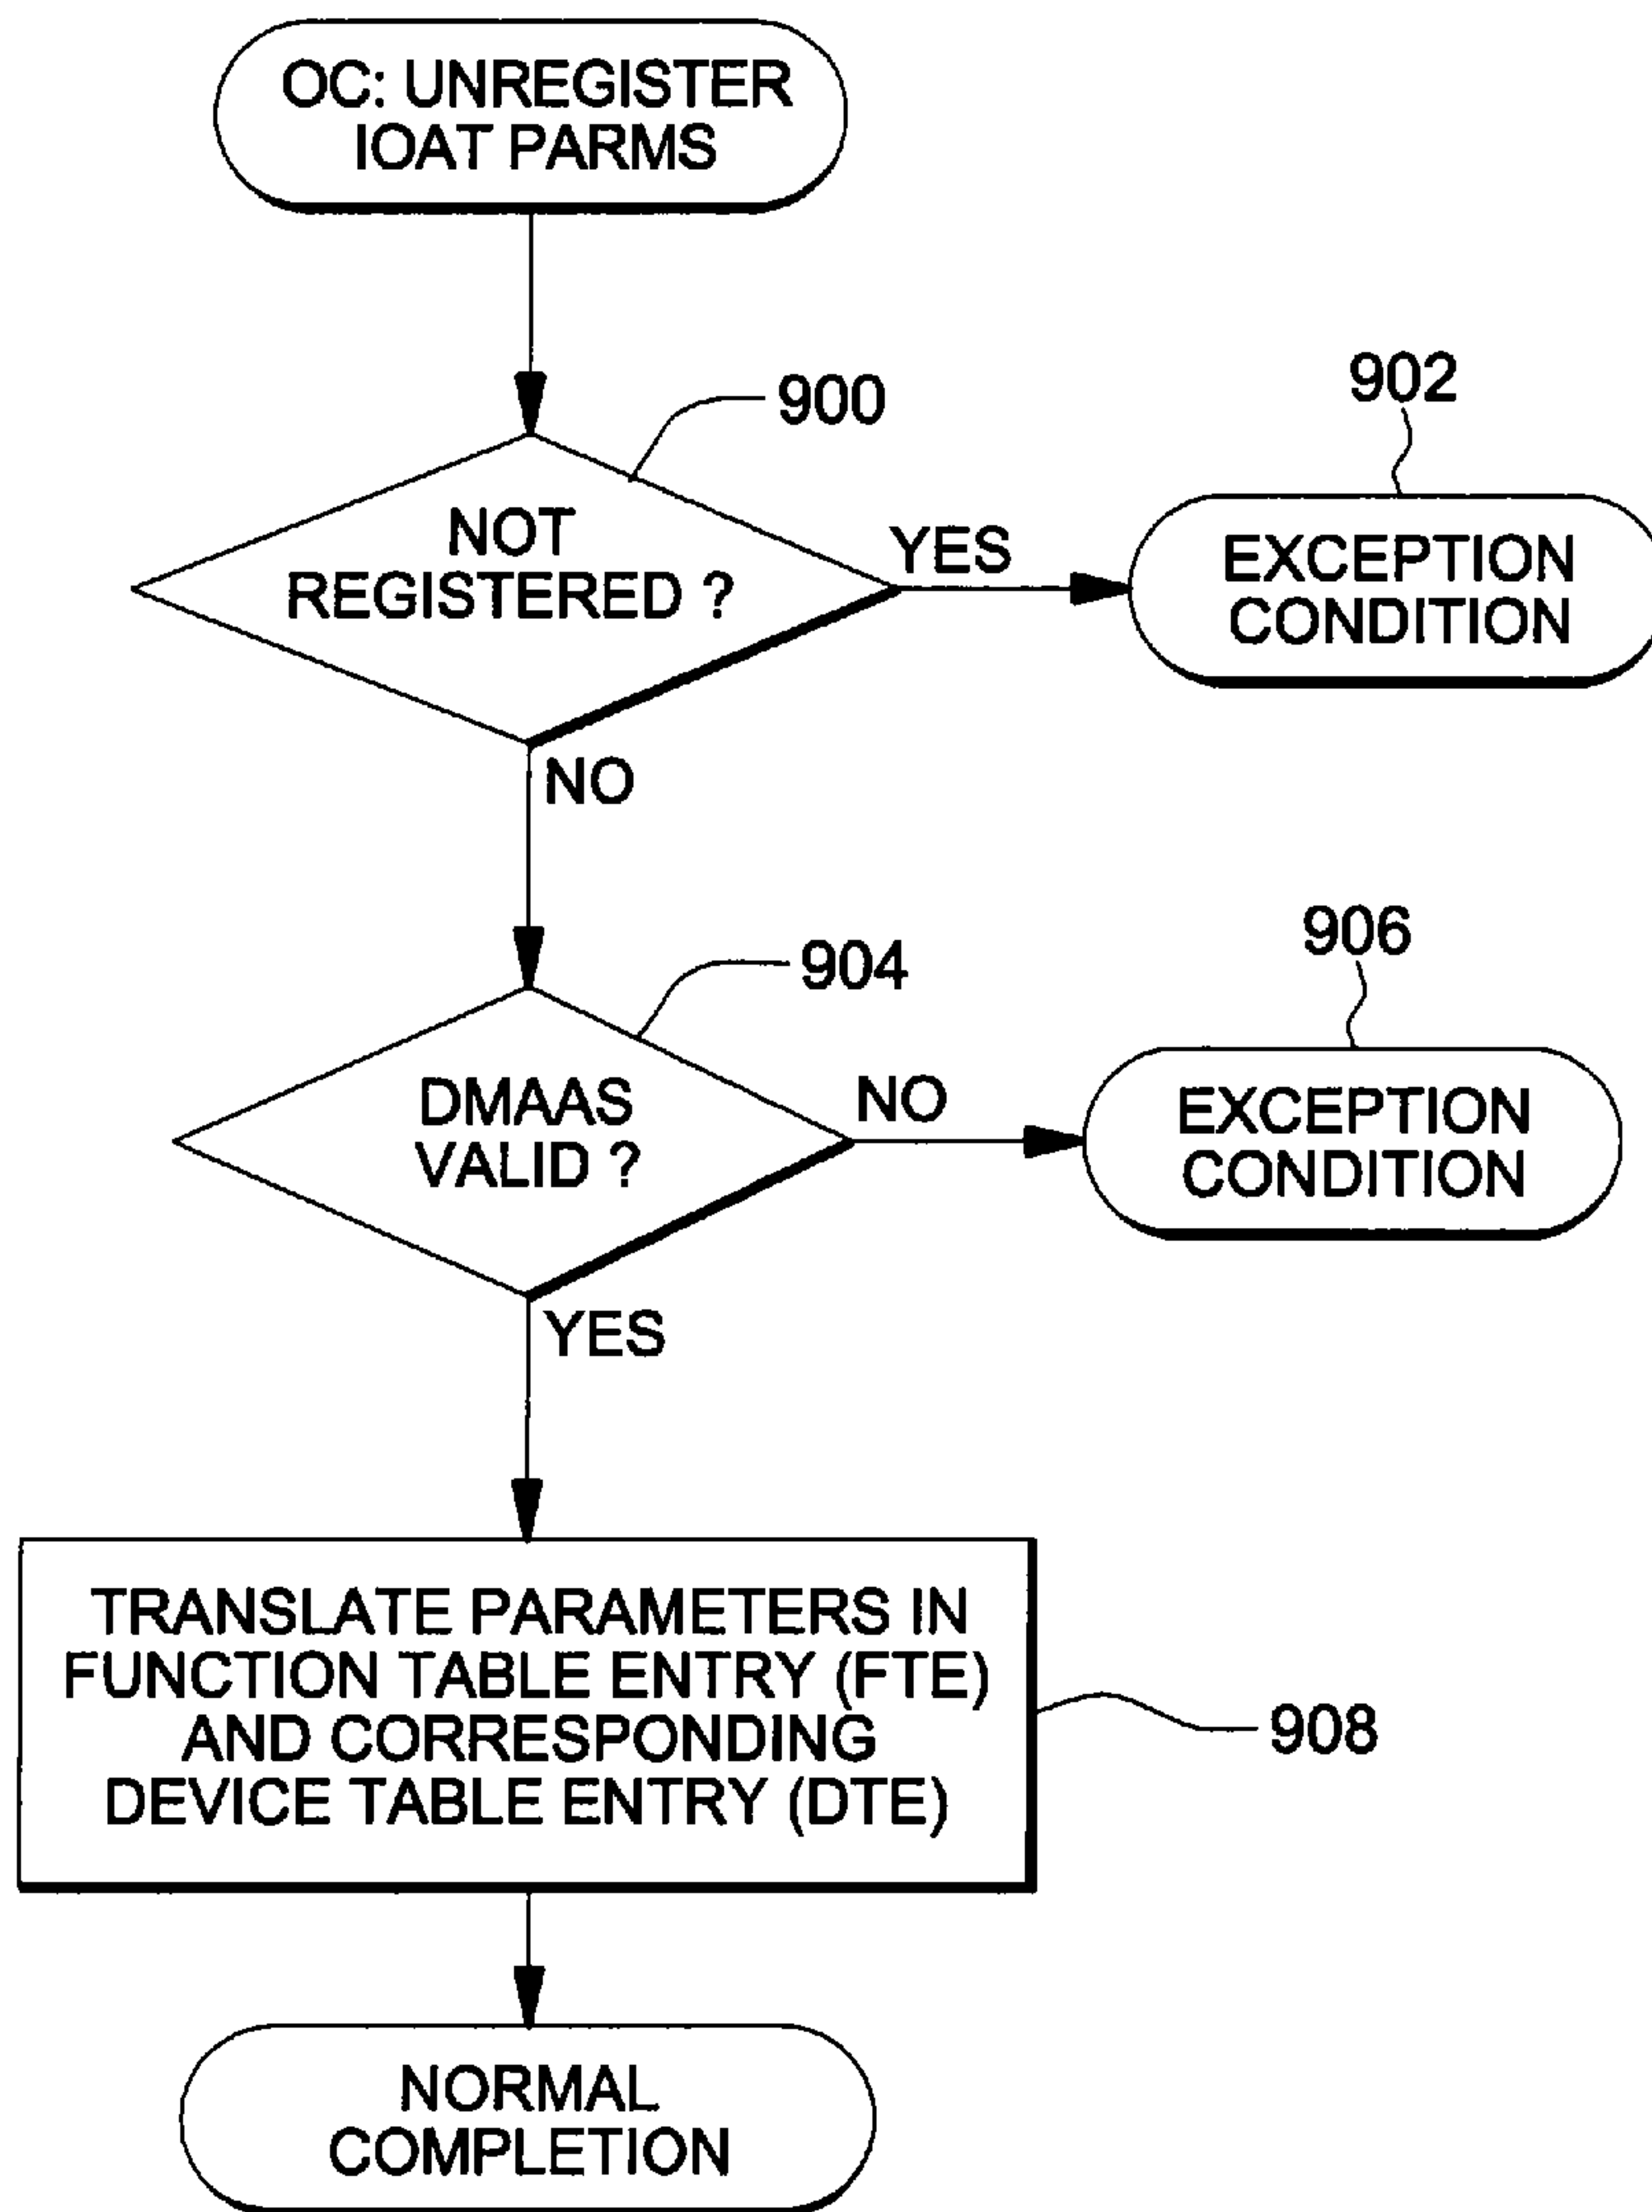 OC: UNREGISTER
IOAT PARMS
900
902
NOT
REGISTERED ?
YES
EXCEPTION
CONDITION
NO
904
906
DMAAS
VALID ?
NO
EXCEPTION
CONDITION
YES
TRANSLATE PARAMETERS IN
FUNCTION TABLE ENTRY (FTE)
AND CORRESPONDING
DEVICE TABLE ENTRY (DTE)
908
NORMAL
COMPLETION